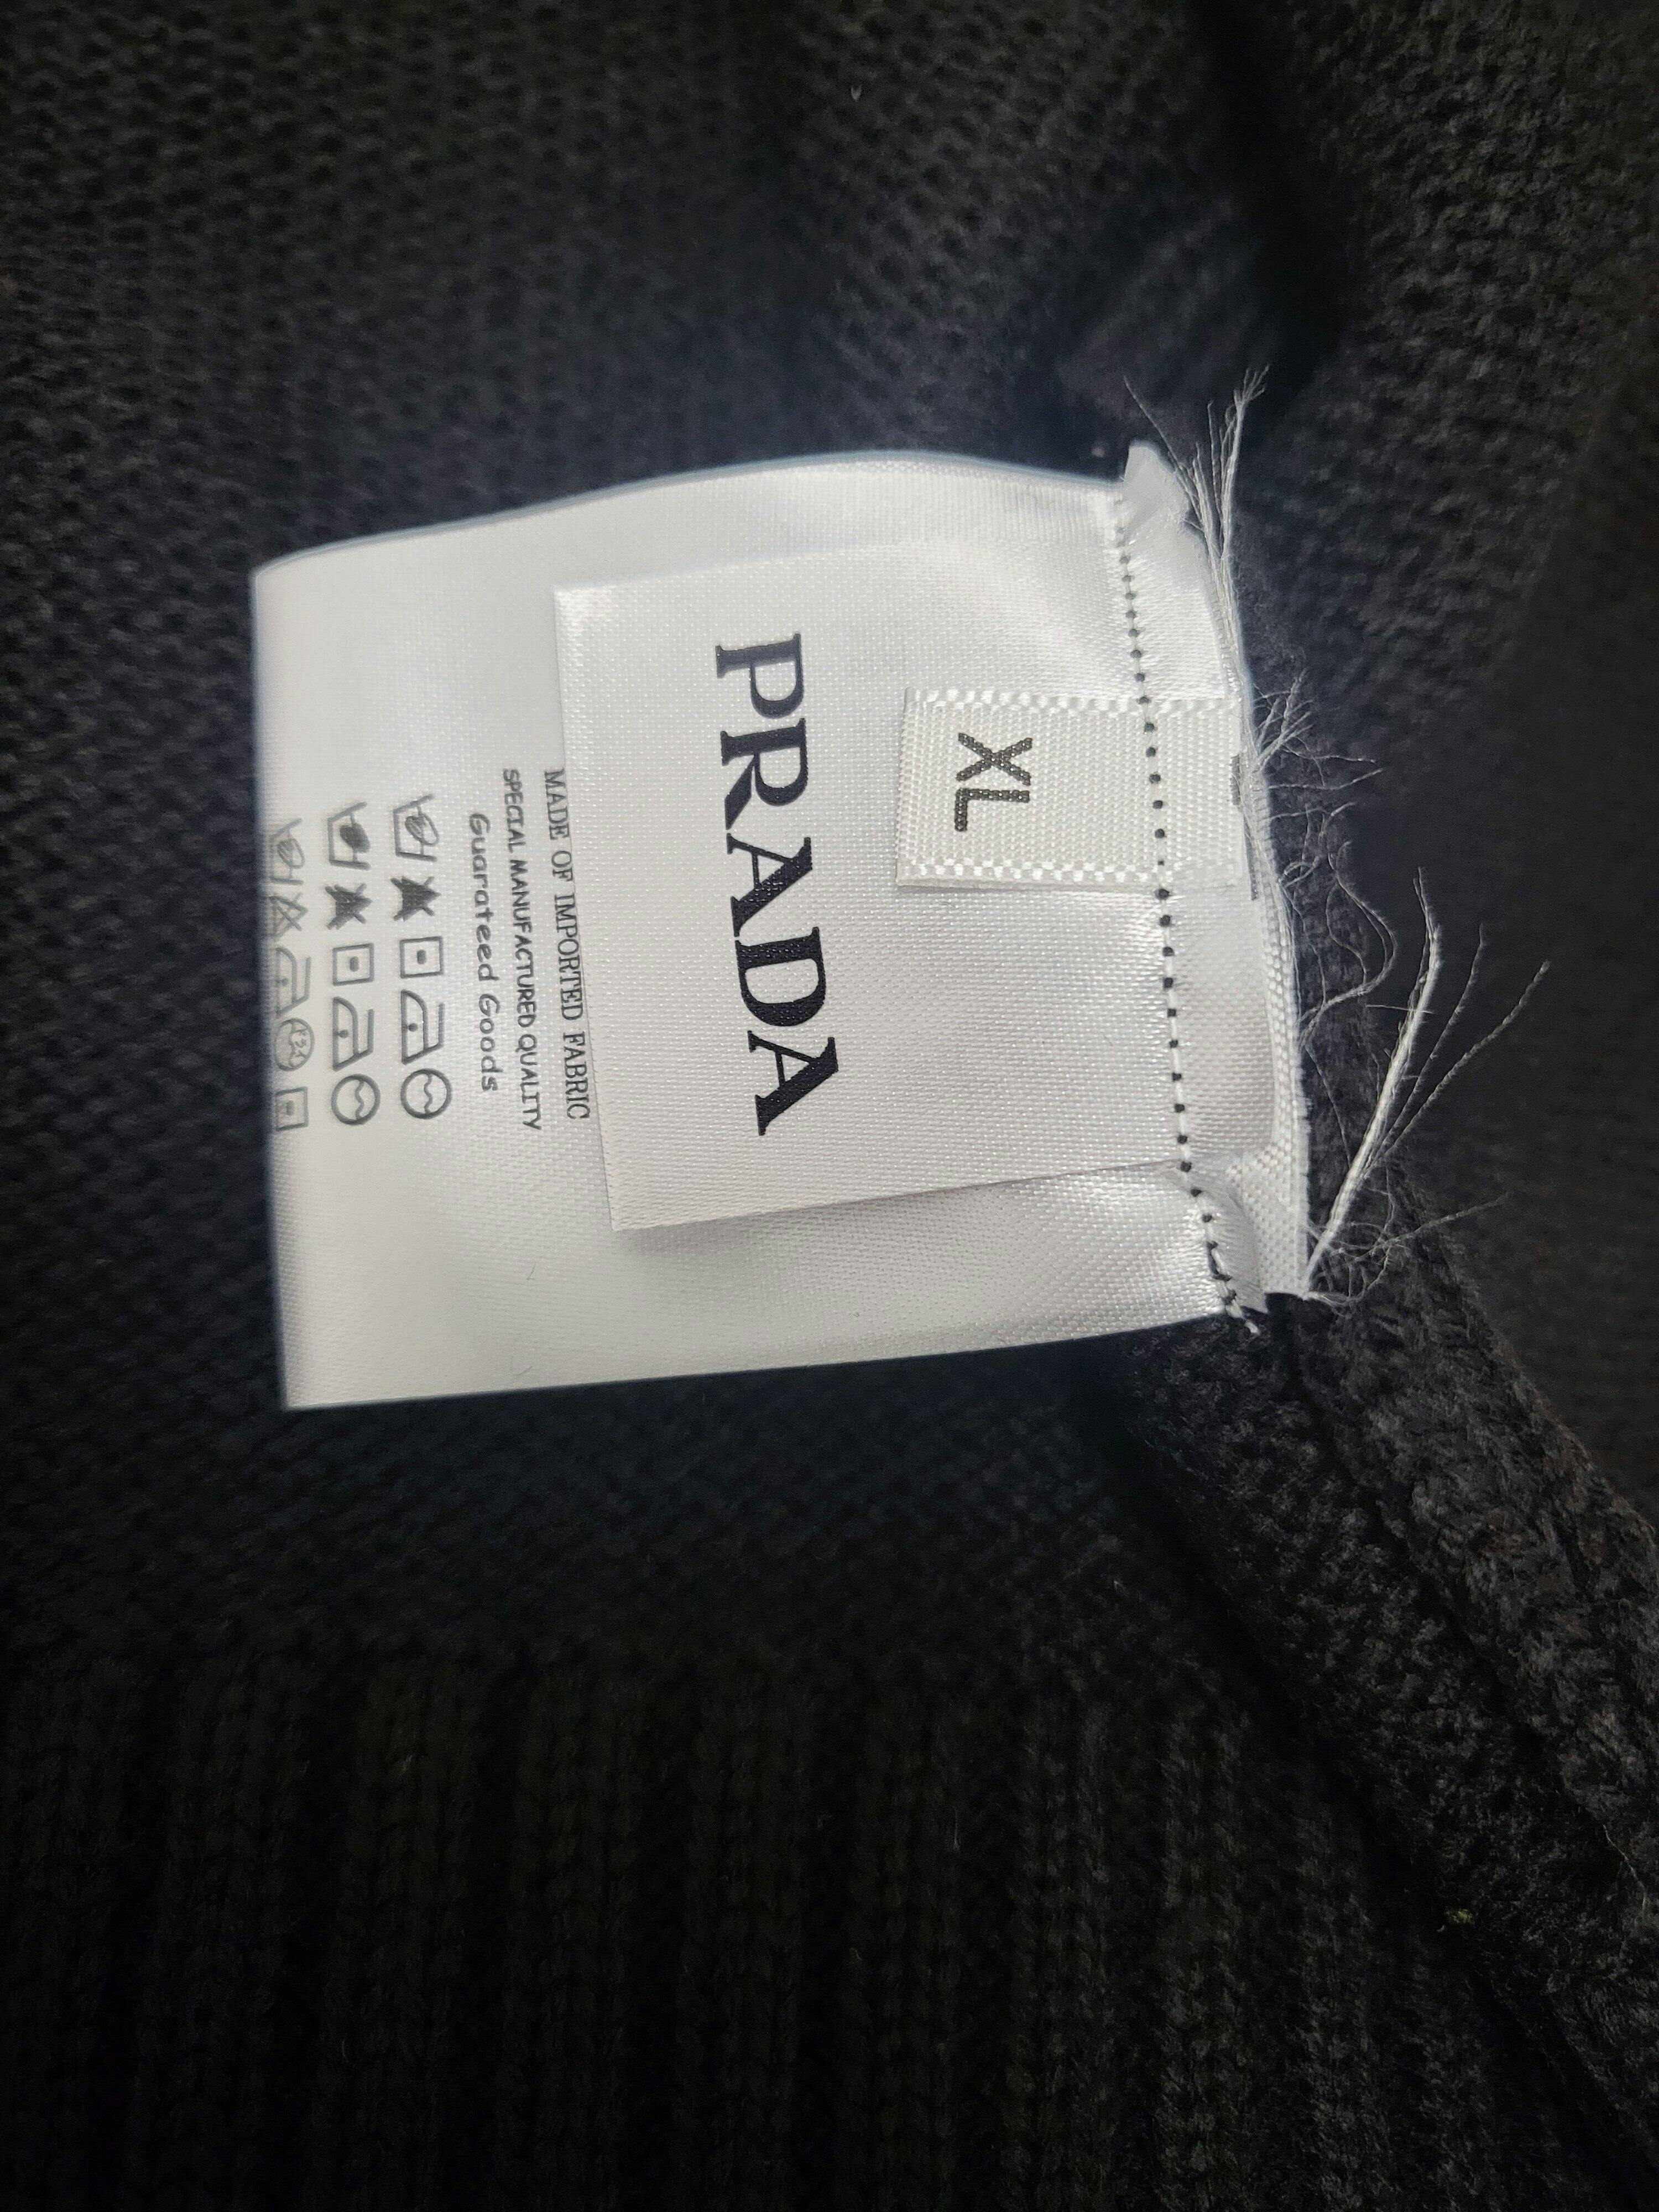 XL
PRADA
MADE OF IMPORTED FABRIC
SPECIAL MANUFACTURED QUALITY
Guarateed Goods